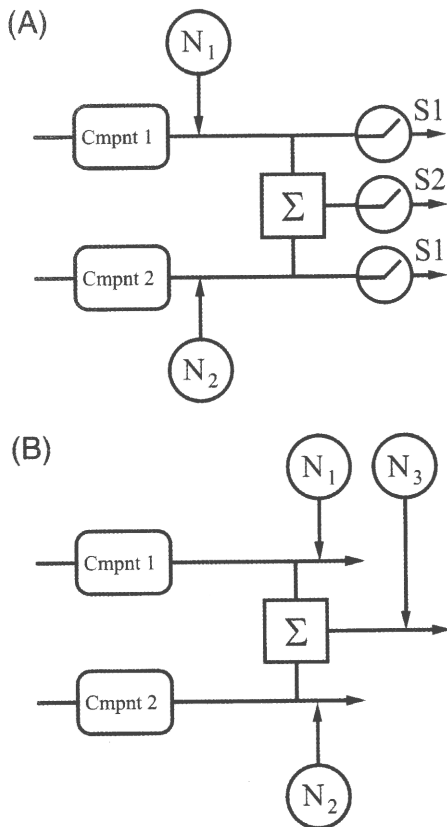 (A)
N₁
Cmpnt 1
S1
Σ
S2
Cmpnt 2
S1
N₂
(B)
N₁
N₃
Cmpnt 1
Σ
Cmpnt 2
N₂